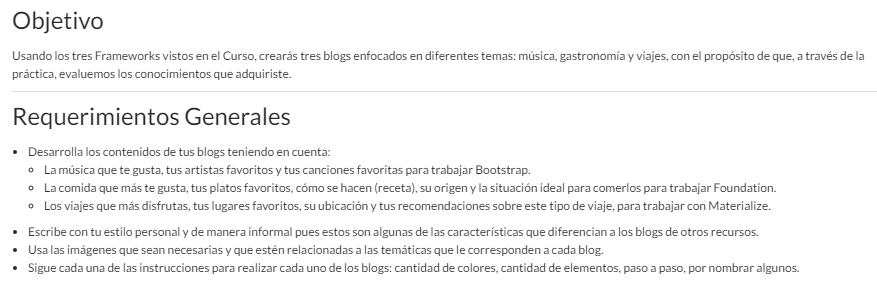 Objetivo
Usando los tres Frameworks vistos en el Curso, crearás tres blogs enfocados en diferentes temas: música, gastronomía y viajes, con el propósito de que, a través de la
práctica, evaluemos los conocimientos que adquiriste.
Requerimientos Generales
• Desarrolla los contenidos de tus blogs teniendo en cuenta:
◦ La música que te gusta, tus artistas favoritos y tus canciones favoritas para trabajar Bootstrap.
◦ La comida que más te gusta, tus platos favoritos, cómo se hacen (receta), su origen y la situación ideal para comerlos para trabajar Foundation.
◦ Los viajes que más disfrutas, tus lugares favoritos, su ubicación y tus recomendaciones sobre este tipo de viaje, para trabajar con Materialize.
• Escribe con tu estilo personal y de manera informal pues estos son algunas de las características que diferencian a los blogs de otros recursos.
• Usa las imágenes que sean necesarias y que estén relacionadas a las temáticas que le corresponden a cada blog.
• Sigue cada una de las instrucciones para realizar cada uno de los blogs: cantidad de colores, cantidad de elementos, paso a paso, por nombrar algunos.